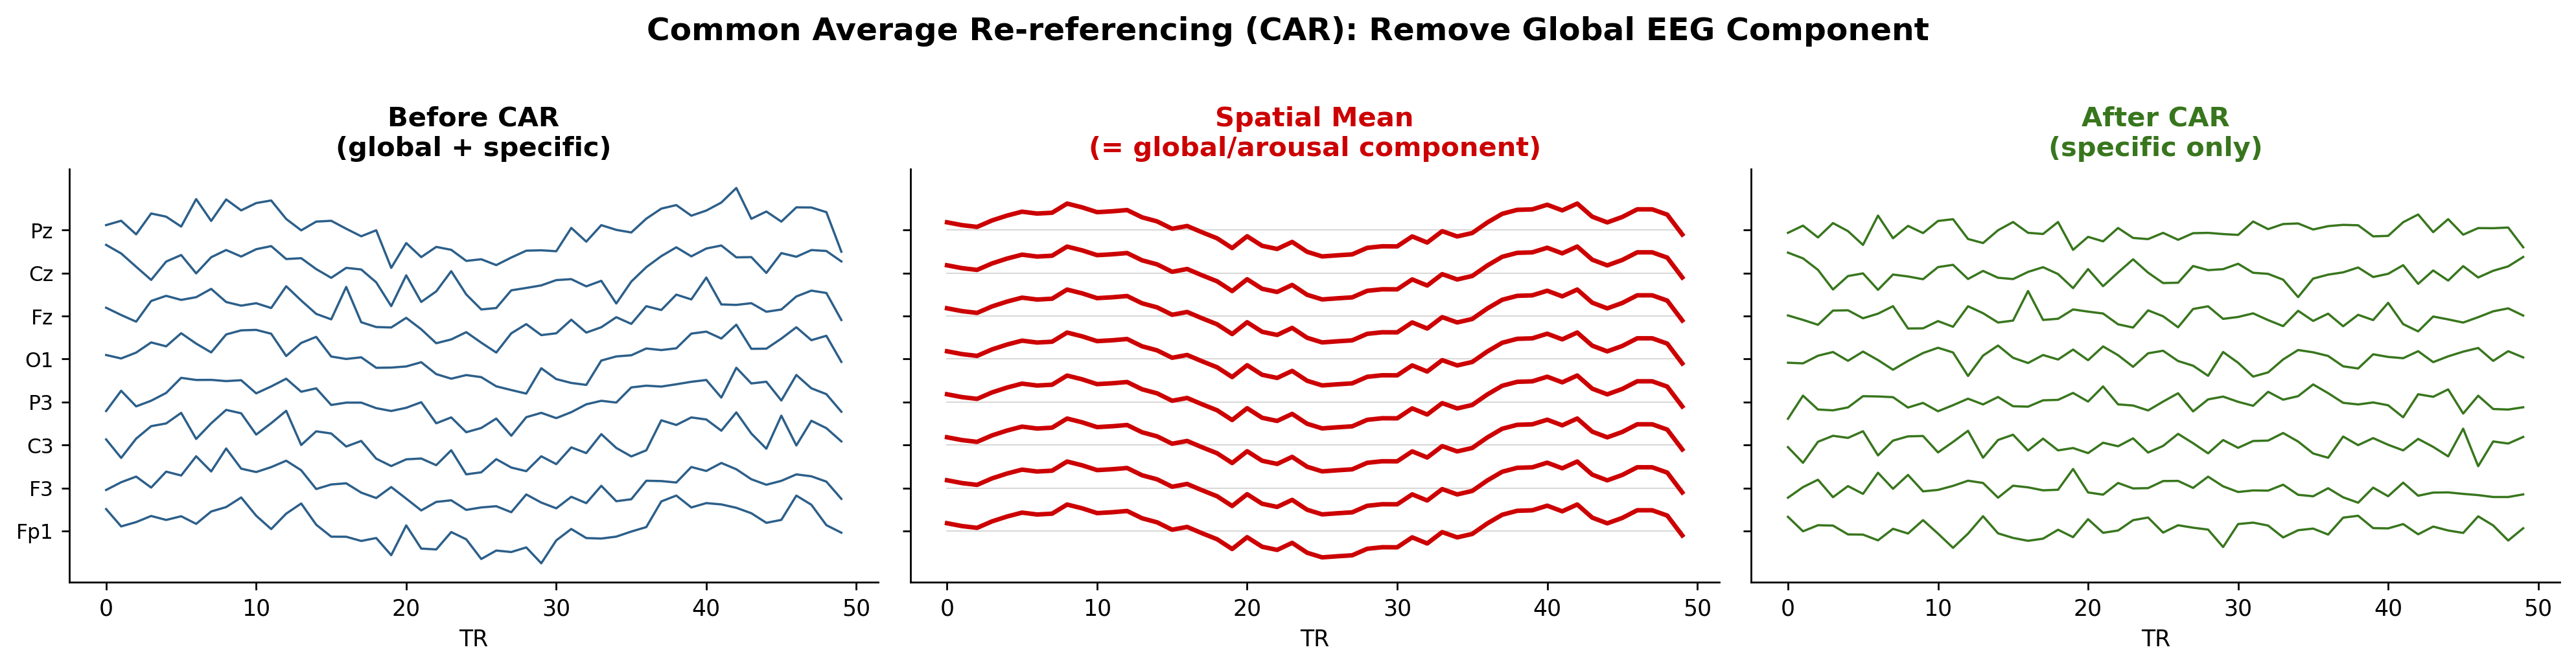 Common Average Re-referencing (CAR): Remove Global EEG Component
Before CAR
(global + specific)
Pz
Cz
Fz
O1
P3
C3
F3
Fp1
0 10 20 30 40 50
TR
Spatial Mean
(= global/arousal component)
0 10 20 30 40 50
TR
After CAR
(specific only)
0 10 20 30 40 50
TR